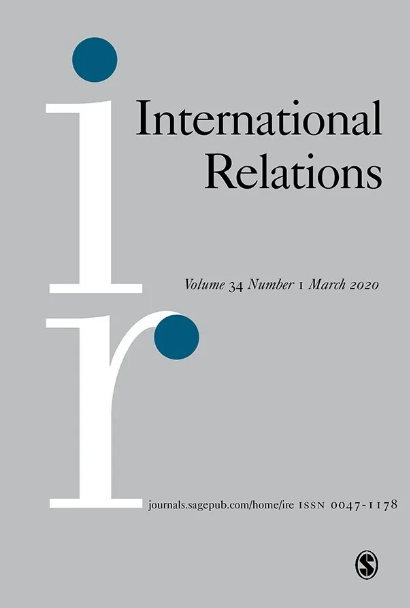 i
International
Relations
Volume 34 Number 1 March 2020
r
journals.sagepub.com/home/ire ISSN 0047-1178
S